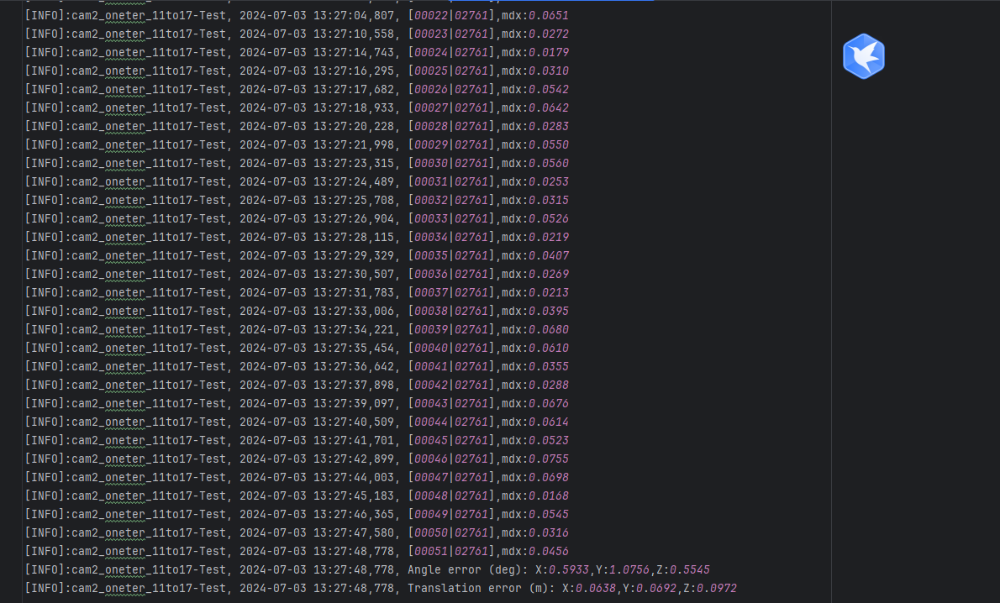 [INFO]:cam2_oneter_11to17-Test, 2024-07-03 13:27:04,807, [00022|02761],mdx:0.0651
[INFO]:cam2_oneter_11to17-Test, 2024-07-03 13:27:10,558, [00023|02761],mdx:0.0272
[INFO]:cam2_oneter_11to17-Test, 2024-07-03 13:27:14,743, [00024|02761],mdx:0.0179
[INFO]:cam2_oneter_11to17-Test, 2024-07-03 13:27:16,295, [00025|02761],mdx:0.0310
[INFO]:cam2_oneter_11to17-Test, 2024-07-03 13:27:17,682, [00026|02761],mdx:0.0542
[INFO]:cam2_oneter_11to17-Test, 2024-07-03 13:27:18,933, [00027|02761],mdx:0.0642
[INFO]:cam2_oneter_11to17-Test, 2024-07-03 13:27:20,228, [00028|02761],mdx:0.0283
[INFO]:cam2_oneter_11to17-Test, 2024-07-03 13:27:21,998, [00029|02761],mdx:0.0550
[INFO]:cam2_oneter_11to17-Test, 2024-07-03 13:27:23,315, [00030|02761],mdx:0.0560
[INFO]:cam2_oneter_11to17-Test, 2024-07-03 13:27:24,489, [00031|02761],mdx:0.0253
[INFO]:cam2_oneter_11to17-Test, 2024-07-03 13:27:25,708, [00032|02761],mdx:0.0315
[INFO]:cam2_oneter_11to17-Test, 2024-07-03 13:27:26,904, [00033|02761],mdx:0.0526
[INFO]:cam2_oneter_11to17-Test, 2024-07-03 13:27:28,115, [00034|02761],mdx:0.0219
[INFO]:cam2_oneter_11to17-Test, 2024-07-03 13:27:29,329, [00035|02761],mdx:0.0407
[INFO]:cam2_oneter_11to17-Test, 2024-07-03 13:27:30,507, [00036|02761],mdx:0.0269
[INFO]:cam2_oneter_11to17-Test, 2024-07-03 13:27:31,783, [00037|02761],mdx:0.0213
[INFO]:cam2_oneter_11to17-Test, 2024-07-03 13:27:33,006, [00038|02761],mdx:0.0395
[INFO]:cam2_oneter_11to17-Test, 2024-07-03 13:27:34,221, [00039|02761],mdx:0.0680
[INFO]:cam2_oneter_11to17-Test, 2024-07-03 13:27:35,454, [00040|02761],mdx:0.0610
[INFO]:cam2_oneter_11to17-Test, 2024-07-03 13:27:36,642, [00041|02761],mdx:0.0355
[INFO]:cam2_oneter_11to17-Test, 2024-07-03 13:27:37,898, [00042|02761],mdx:0.0288
[INFO]:cam2_oneter_11to17-Test, 2024-07-03 13:27:39,097, [00043|02761],mdx:0.0676
[INFO]:cam2_oneter_11to17-Test, 2024-07-03 13:27:40,509, [00044|02761],mdx:0.0614
[INFO]:cam2_oneter_11to17-Test, 2024-07-03 13:27:41,701, [00045|02761],mdx:0.0523
[INFO]:cam2_oneter_11to17-Test, 2024-07-03 13:27:42,899, [00046|02761],mdx:0.0755
[INFO]:cam2_oneter_11to17-Test, 2024-07-03 13:27:44,003, [00047|02761],mdx:0.0698
[INFO]:cam2_oneter_11to17-Test, 2024-07-03 13:27:45,183, [00048|02761],mdx:0.0168
[INFO]:cam2_oneter_11to17-Test, 2024-07-03 13:27:46,365, [00049|02761],mdx:0.0545
[INFO]:cam2_oneter_11to17-Test, 2024-07-03 13:27:47,580, [00050|02761],mdx:0.0316
[INFO]:cam2_oneter_11to17-Test, 2024-07-03 13:27:48,778, [00051|02761],mdx:0.0456
[INFO]:cam2_oneter_11to17-Test, 2024-07-03 13:27:48,778, Angle error (deg): X:0.5933,Y:1.0756,Z:0.5545
[INFO]:cam2_oneter_11to17-Test, 2024-07-03 13:27:48,778, Translation error (m): X:0.0638,Y:0.0692,Z:0.0972